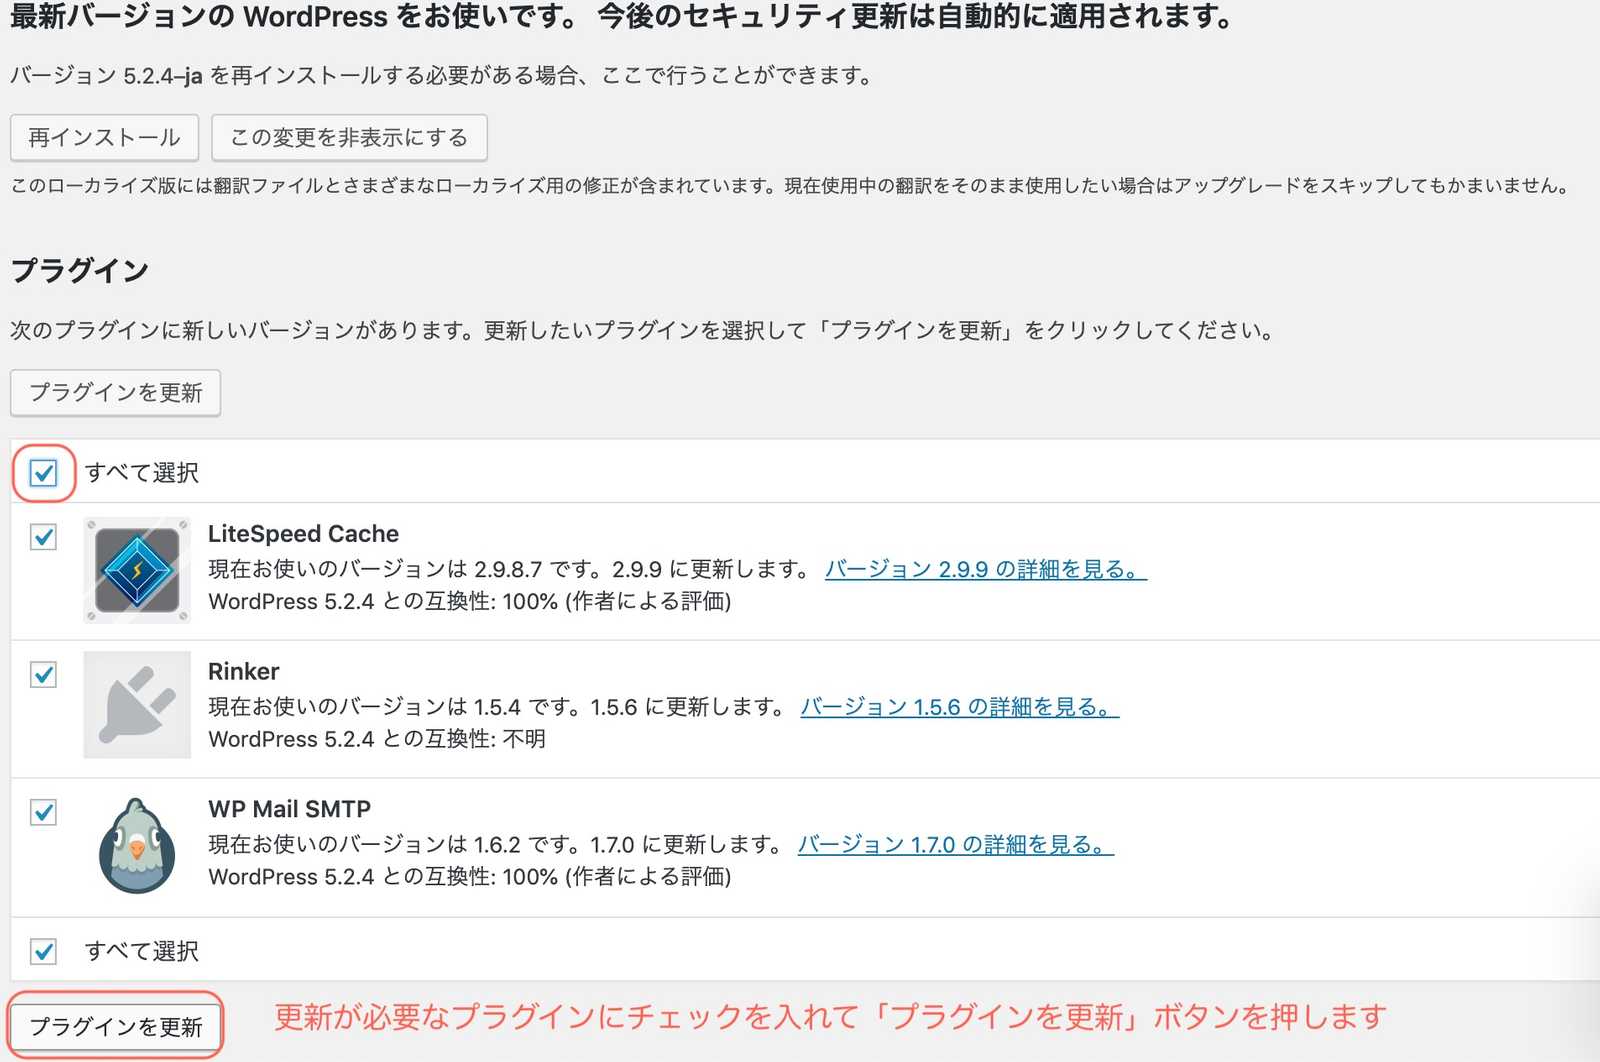 最新バージョンの WordPress をお使いです。 今後のセキュリティ更新は自動的に適用されます。
バージョン 5.2.4–ja を再インストールする必要がある場合、ここで行うことができます。
再インストール
この変更を非表示にする
このローカライズ版には翻訳ファイルとさまざまなローカライズ用の修正が含まれています。現在使用中の翻訳をそのまま使用したい場合はアップグレードをスキップしてもかまいません。
プラグイン
次のプラグインに新しいバージョンがあります。更新したいプラグインを選択して「プラグインを更新」をクリックしてください。
プラグインを更新
すべて選択
LiteSpeed Cache
現在お使いのバージョンは 2.9.8.7 です。2.9.9 に更新します。 バージョン 2.9.9 の詳細を見る。
WordPress 5.2.4 との互換性: 100% (作者による評価)
Rinker
現在お使いのバージョンは 1.5.4 です。1.5.6 に更新します。 バージョン 1.5.6 の詳細を見る。
WordPress 5.2.4 との互換性: 不明
WP Mail SMTP
現在お使いのバージョンは 1.6.2 です。1.7.0 に更新します。 バージョン 1.7.0 の詳細を見る。
WordPress 5.2.4 との互換性: 100% (作者による評価)
すべて選択
プラグインを更新
更新が必要なプラグインにチェックを入れて「プラグインを更新」ボタンを押します